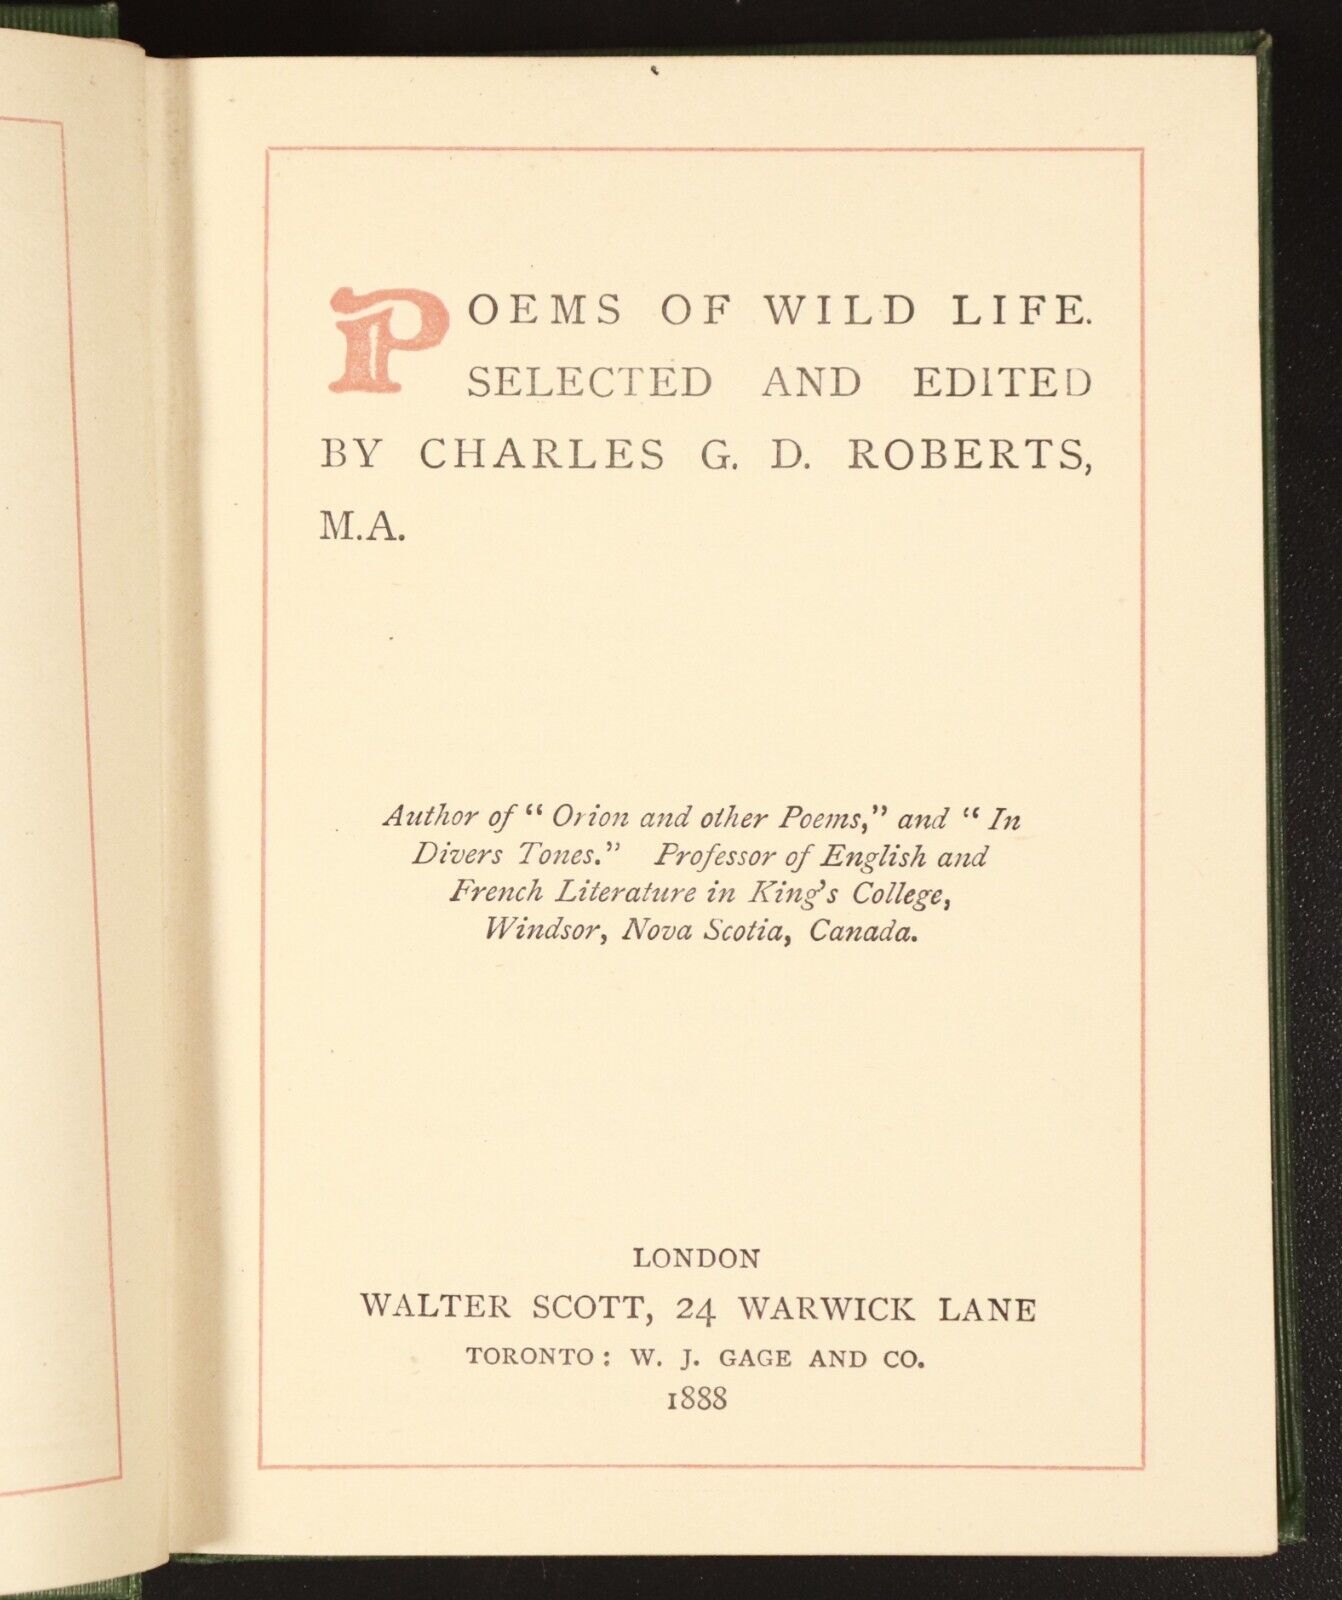 POEMS OF WILD LIFE.
SELECTED AND EDITED
BY CHARLES G. D. ROBERTS,
M.A.
Author of “ Orion and other Poems,” and “ In
Divers Tones.” Professor of English and
French Literature in King’s College,
Windsor, Nova Scotia, Canada.
LONDON
WALTER SCOTT, 24 WARWICK LANE
TORONTO : W. J. GAGE AND CO.
1888